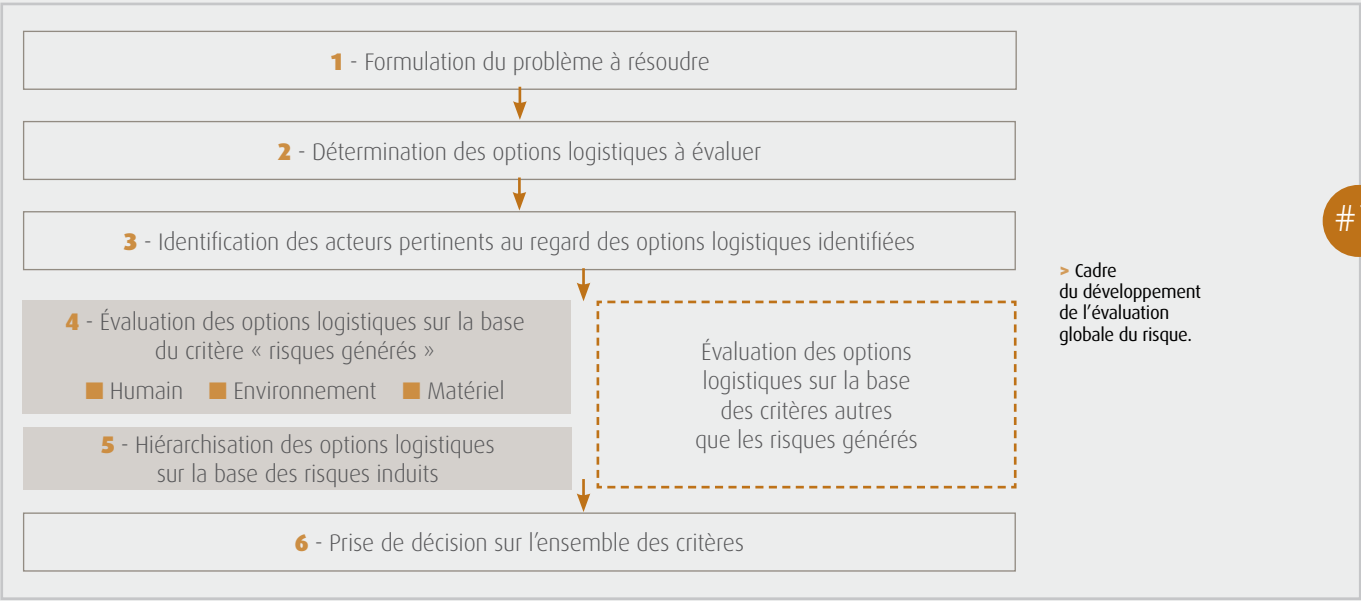 1 - Formulation du problème à résoudre
2 - Détermination des options logistiques à évaluer
3 - Identification des acteurs pertinents au regard des options logistiques identifiées
4 - Évaluation des options logistiques sur la base
du critère « risques générés »
Humain Environnement Matériel
5 - Hiérarchisation des options logistiques
sur la base des risques induits
Évaluation des options
logistiques sur la base
des critères autres
que les risques générés
6 - Prise de décision sur l'ensemble des critères
> Cadre
du développement
de l'évaluation
globale du risque.
#